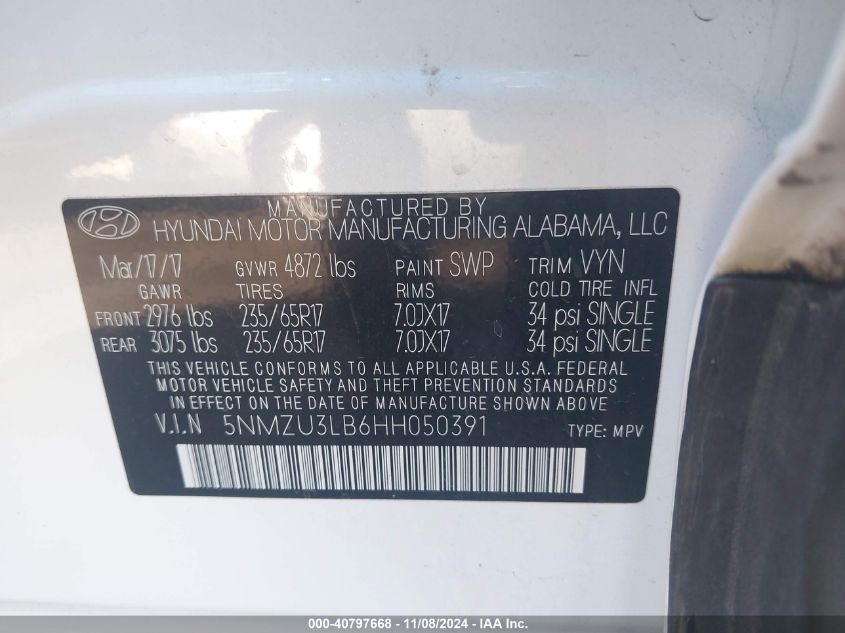 MANUFACTURED BY
HYUNDAI MOTOR MANUFACTURING ALABAMA, LLC
Mar/17/17 GVWR 4872 lbs PAINT SWP TRIM VYN
GAWR TIRES RIMS COLD TIRE INFL
FRONT 2976 lbs 235/65R17 7.0JX17 34 psi SINGLE
REAR 3075 lbs 235/65R17 7.0JX17 34 psi SINGLE
THIS VEHICLE CONFORMS TO ALL APPLICABLE U.S.A. FEDERAL
MOTOR VEHICLE SAFETY AND THEFT PREVENTION STANDARDS
IN EFFECT ON THE DATE OF MANUFACTURE SHOWN ABOVE.
V.I.N 5NMZU3LB6HH050391 TYPE: MPV
000-40797668 - 11/08/2024 - IAA Inc.